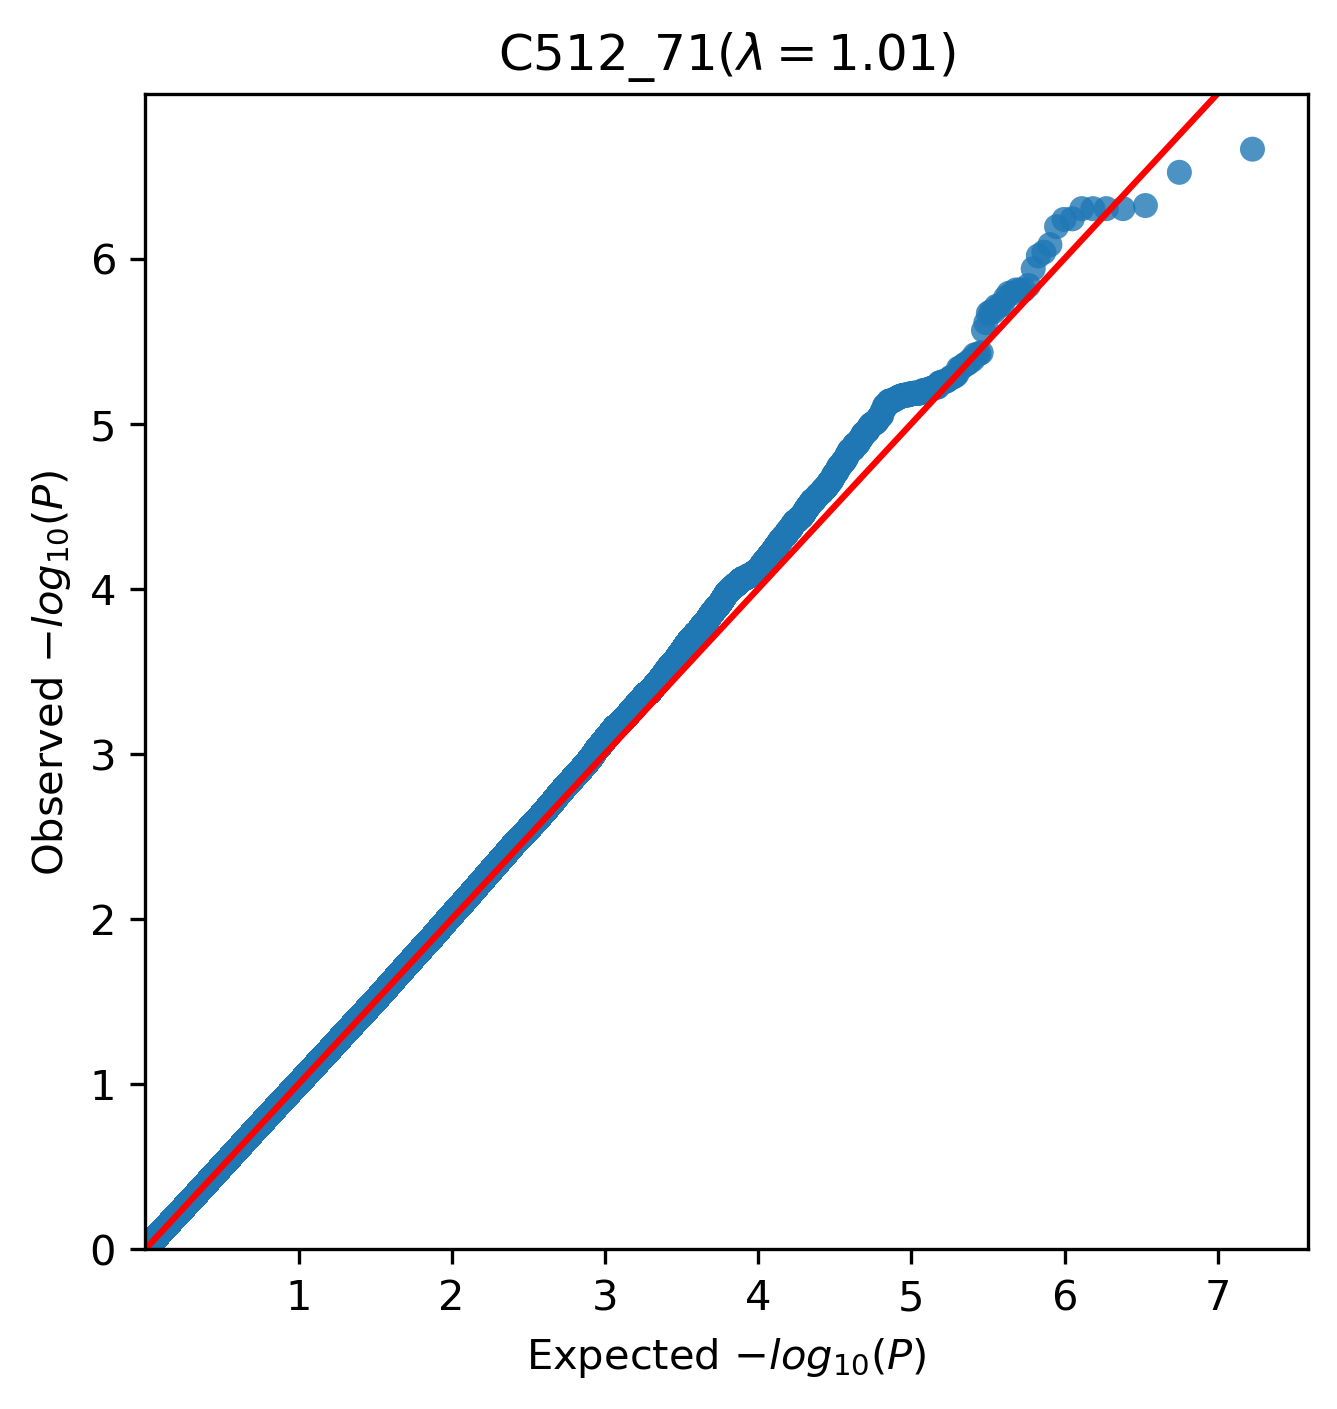 C512_71(λ = 1.01)
Observed −log10(P)
6
5
4
3
2
1
0
1 2 3 4 5 6 7
Expected −log10(P)